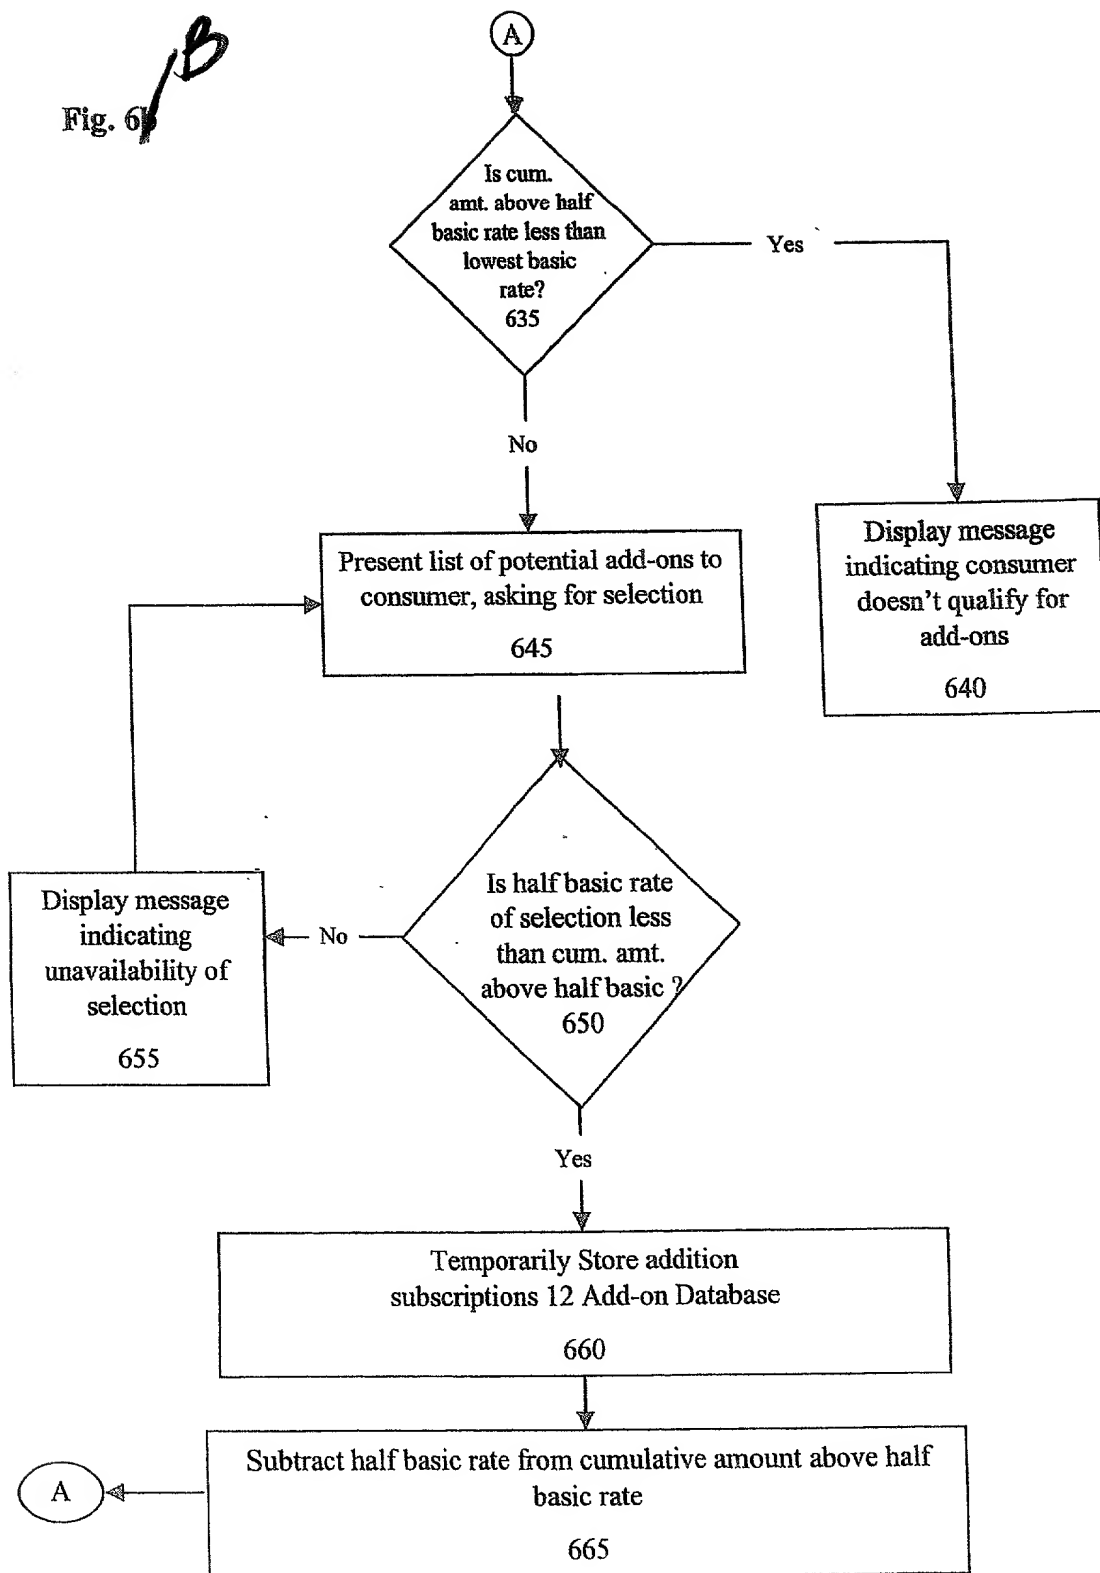 B
Fig. 6b
A
Is cum.
amt. above half
basic rate less than
lowest basic
rate?
635
Yes
No
Present list of potential add-ons to
consumer, asking for selection
645
Display message
indicating consumer
doesn't qualify for
add-ons
640
Is half basic rate
of selection less
than cum. amt.
above half basic ?
650
No
Display message
indicating
unavailability of
selection
655
Yes
Temporarily Store addition
subscriptions 12 Add-on Database
660
Subtract half basic rate from cumulative amount above half
basic rate
665
A